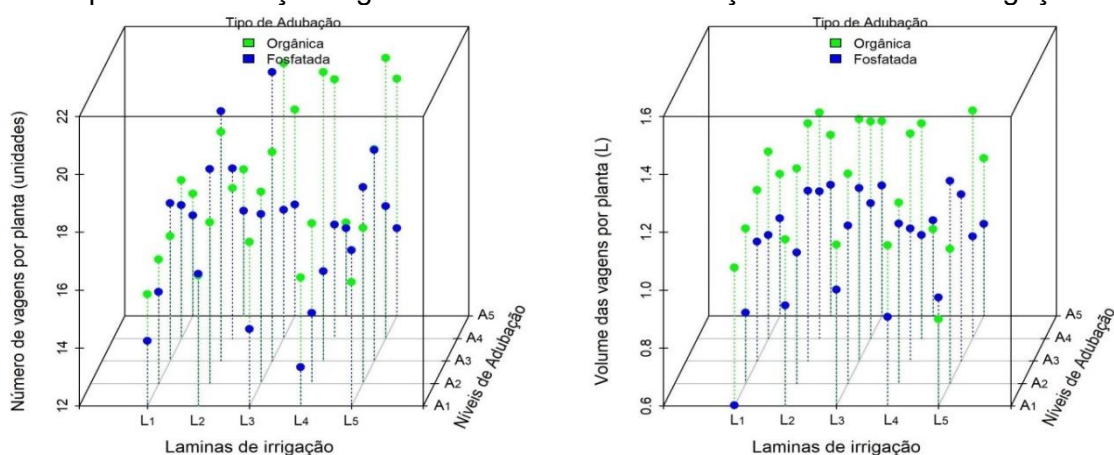 Tipo de Adubação
Orgânica
Fosfatada
Número de vagens por planta (unidades)
22
20
18
16
14
12
L1
L2
L3
L4
L5
Laminas de irrigação
A5
A4
A3
A2
A1
Níveis de Adubação
Tipo de Adubação
Orgânica
Fosfatada
Volume das vagens por planta (L)
1.6
1.4
1.2
1.0
0.8
0.6
L1
L2
L3
L4
L5
Laminas de irrigação
A5
A4
A3
A2
A1
Níveis de Adubação